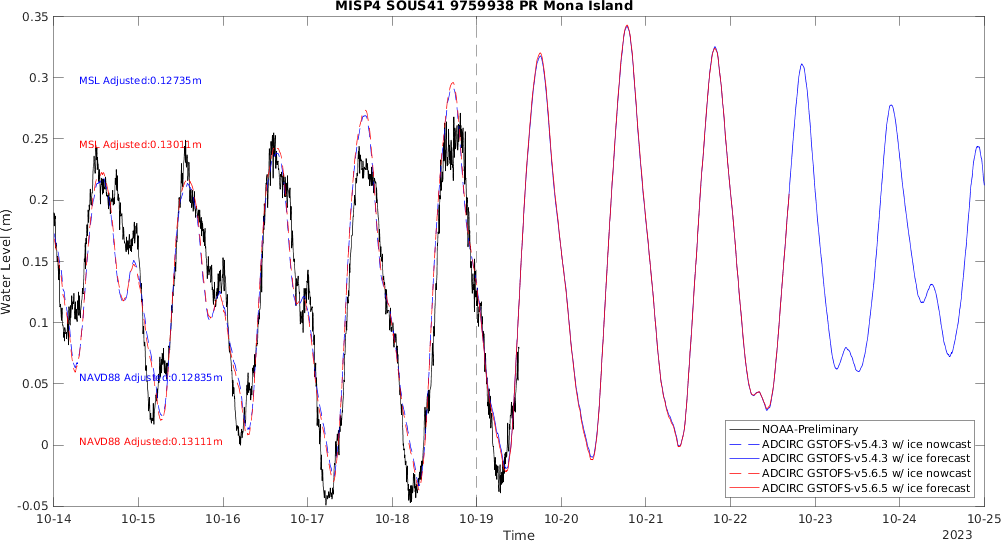 MISP4 SOUS41 9759938 PR Mona Island
0.35
0.3
0.25
0.2
0.15
0.1
0.05
0
-0.05
Water Level (m)
MSL Adjusted:0.12735m
MSL Adjusted:0.13011m
NAVD88 Adjusted:0.12835m
NAVD88 Adjusted:0.13111m
NOAA-Preliminary
ADCIRC GSTOFS-v5.4.3 w/ ice nowcast
ADCIRC GSTOFS-v5.4.3 w/ ice forecast
ADCIRC GSTOFS-v5.6.5 w/ ice nowcast
ADCIRC GSTOFS-v5.6.5 w/ ice forecast
10-14 10-15 10-16 10-17 10-18 10-19 10-20 10-21 10-22 10-23 10-24 10-25
Time
2023